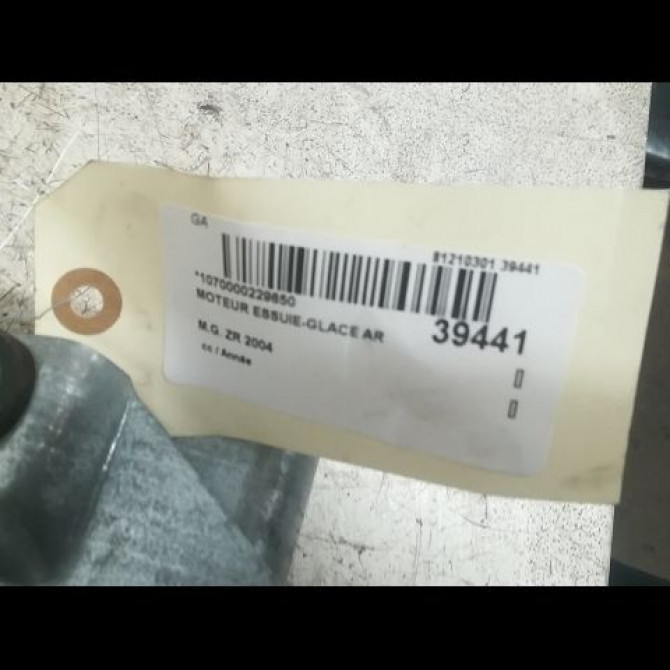 GA
81210301 39441
*1070000229650
MOTEUR ESSUIE-GLACE AR
39441
M.G. ZR 2004
cc / Année